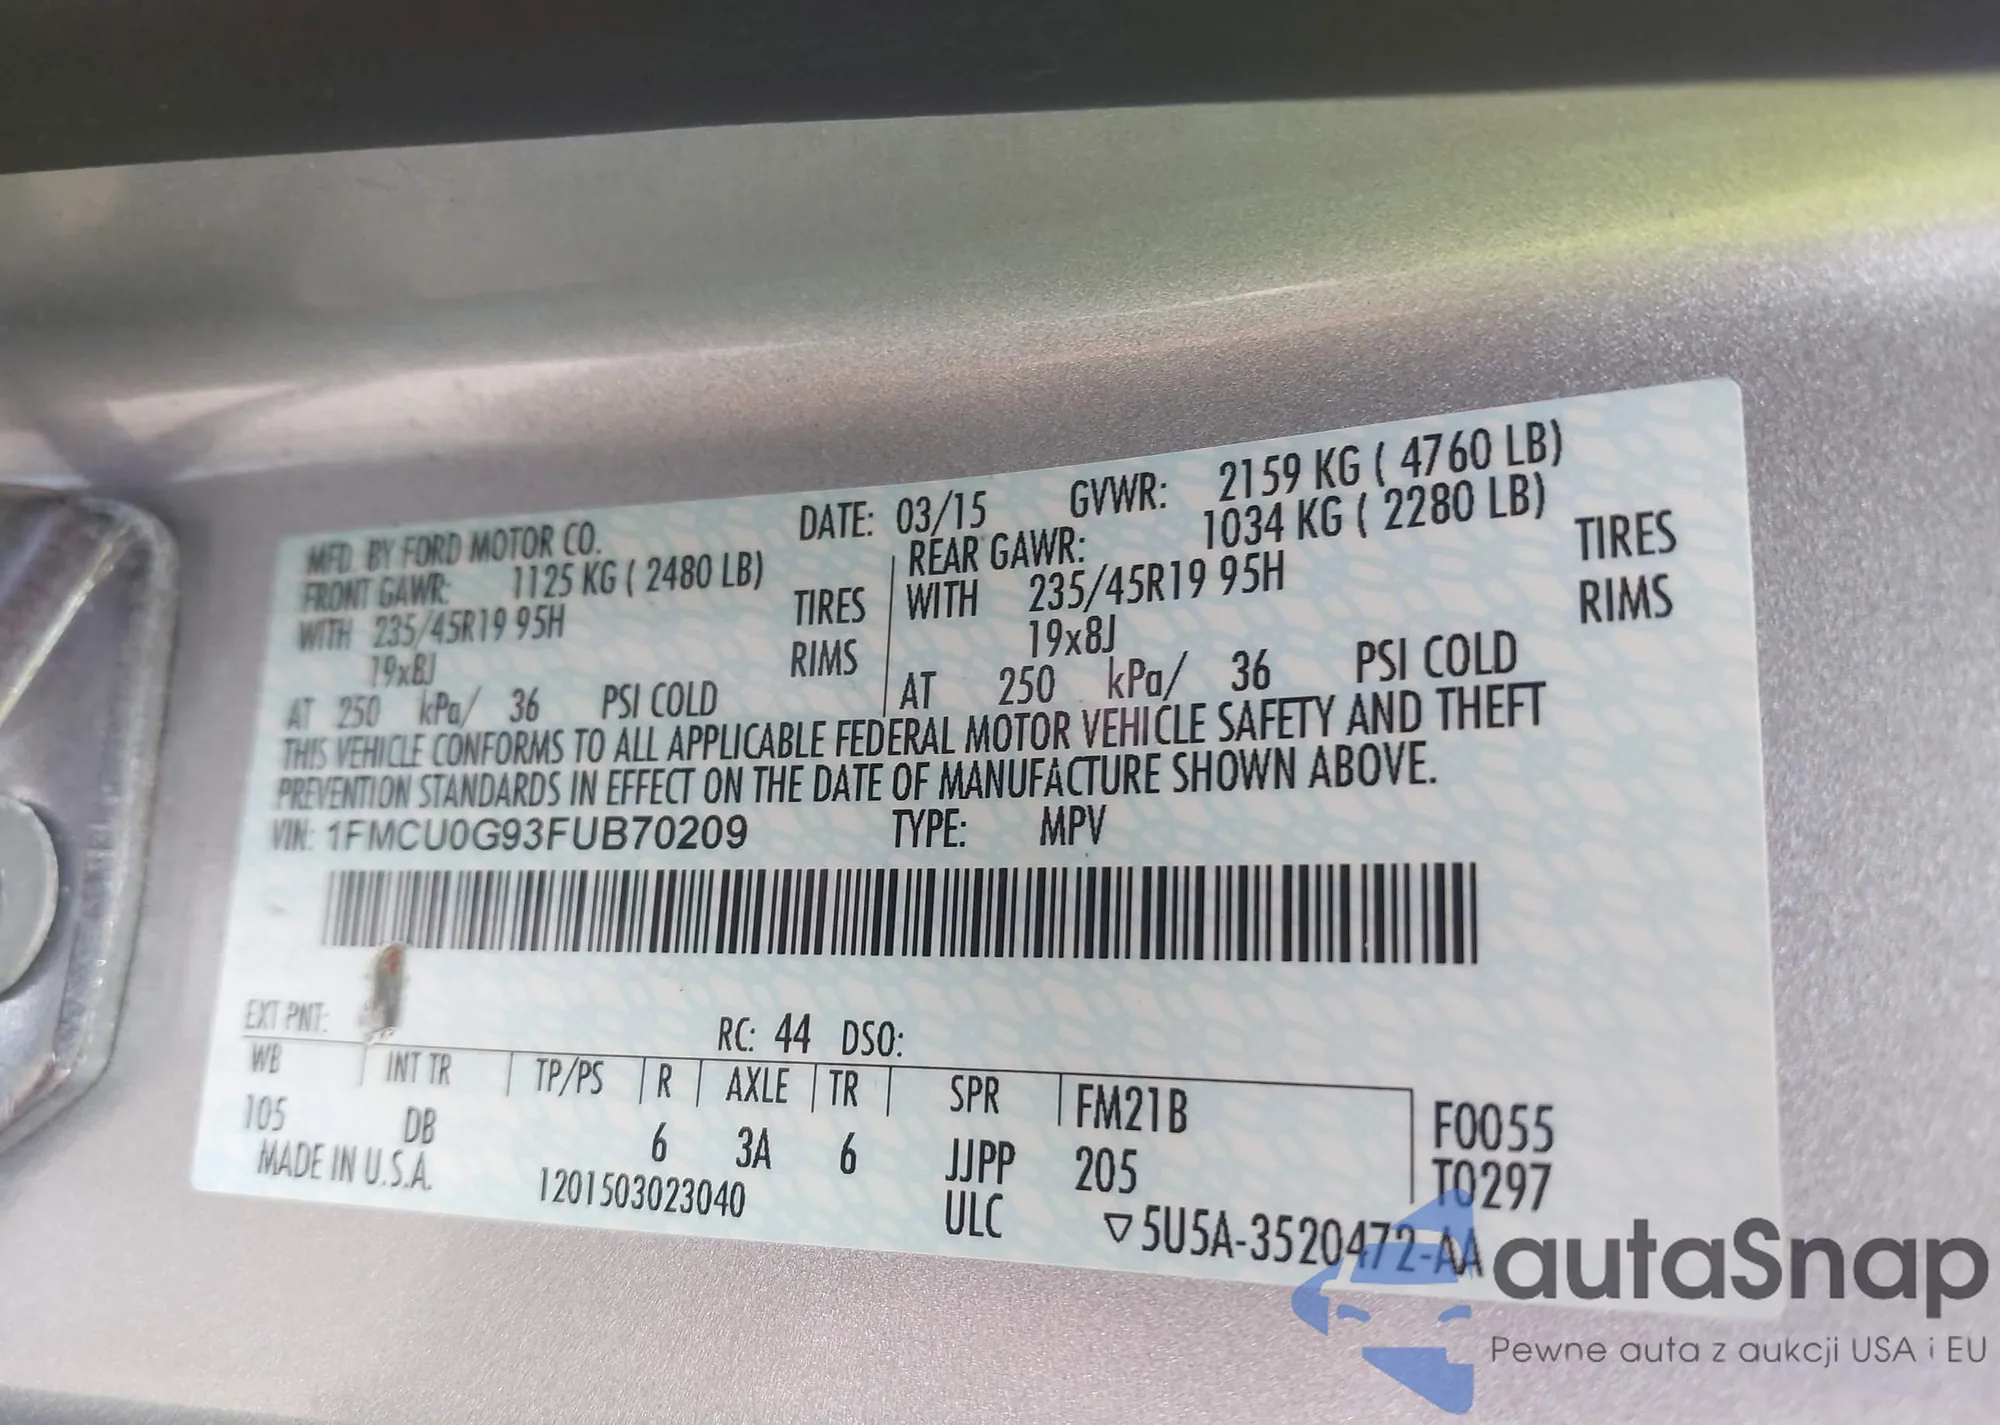 MFD. BY FORD MOTOR CO. DATE: 03/15 GVWR: 2159 KG ( 4760 LB)
FRONT GAWR: 1125 KG ( 2480 LB) REAR GAWR: 1034 KG ( 2280 LB)
WITH 235/45R19 95H TIRES WITH 235/45R19 95H TIRES
19x8J RIMS 19x8J RIMS
AT 250 kPa/ 36 PSI COLD AT 250 kPa/ 36 PSI COLD
THIS VEHICLE CONFORMS TO ALL APPLICABLE FEDERAL MOTOR VEHICLE SAFETY AND THEFT
PREVENTION STANDARDS IN EFFECT ON THE DATE OF MANUFACTURE SHOWN ABOVE.
VIN: 1FMCU0G93FUB70209 TYPE: MPV
EXT PNT: RC: 44 DSO:
WB INT TR TP/PS R AXLE TR SPR FM21B F0055
105 DB 6 3A 6 JJPP 205 T0297
MADE IN U.S.A. 1201503023040 ULC ▽5U5A-3520472-AA
autaSnap
Pewne auta z aukcji USA i EU